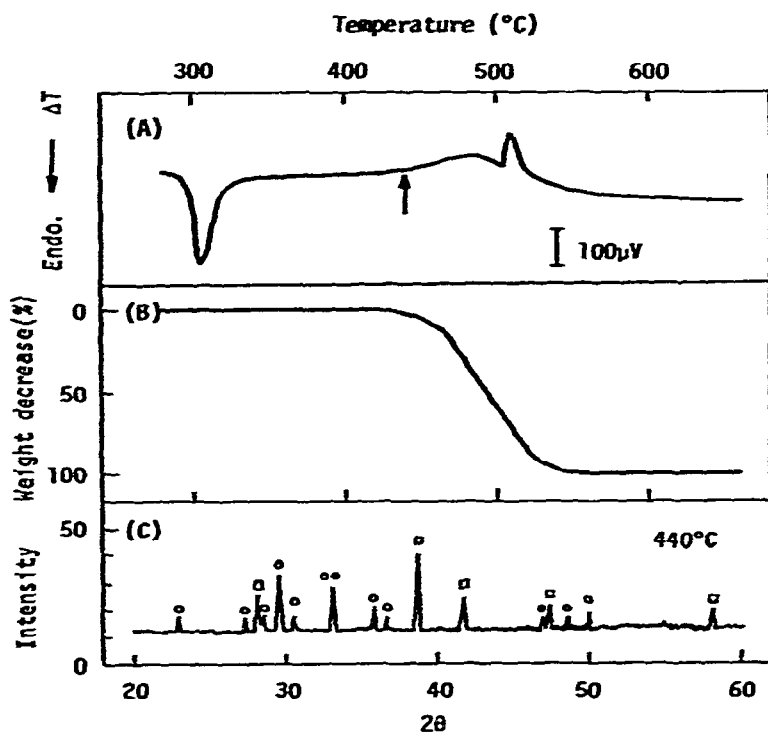 Temperature (°C)
300 400 500 600
ΔT
Endo.
(A)
100μV
Weight decrease(%)
0
50
100
(B)
Intensity
50
0
(C)
440°C
20 30 40 50 60
2θ